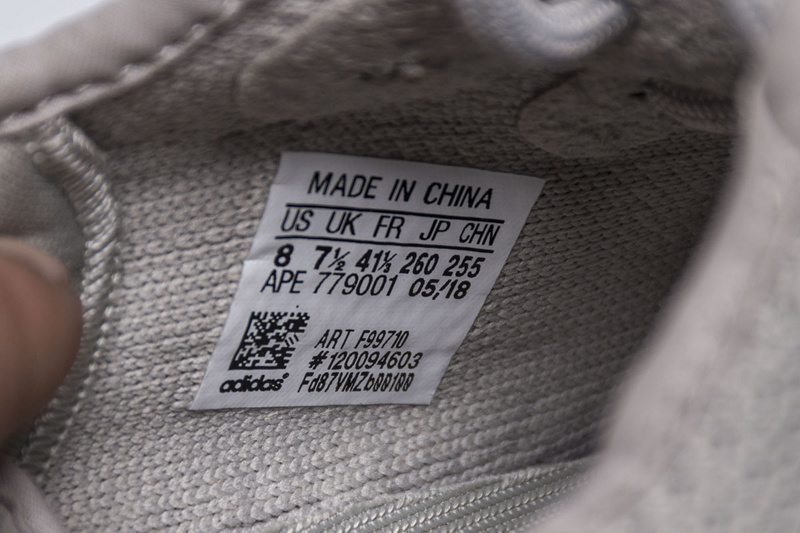 MADE IN CHINA
US UK FR JP CHN
8 7½ 41⅓ 260 255
APE 779001 05/18
ART F99710
#120094603
adidas® Fd87VMZb00100